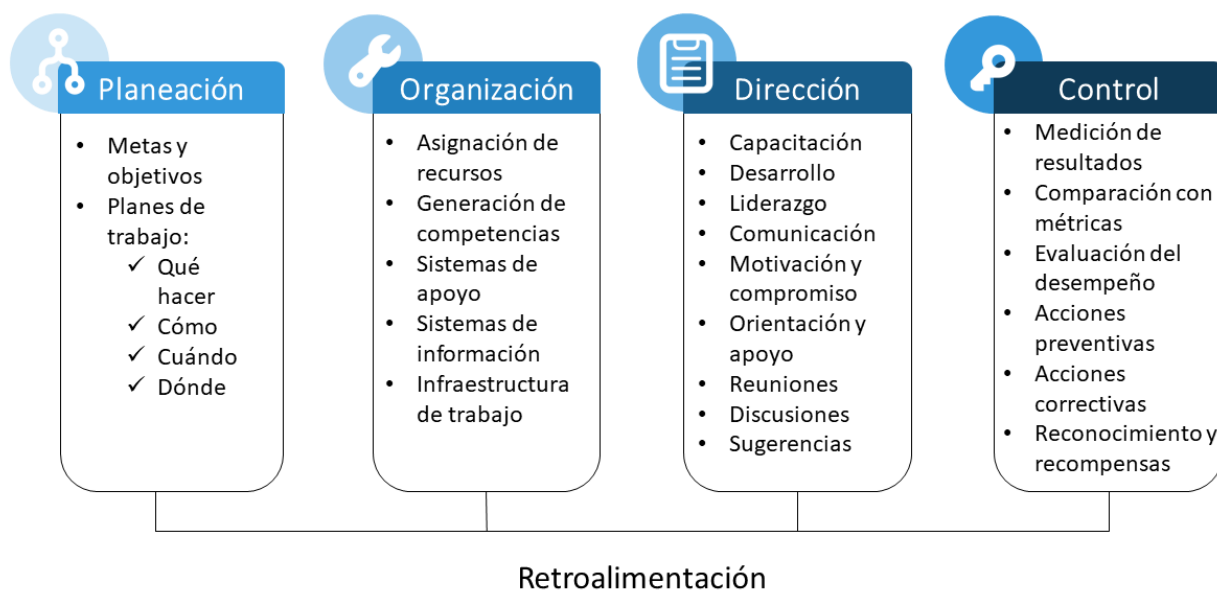 Planeación
• Metas y
objetivos
• Planes de
trabajo:
✓ Qué
hacer
✓ Cómo
✓ Cuándo
✓ Dónde
Organización
• Asignación de
recursos
• Generación de
competencias
• Sistemas de
apoyo
• Sistemas de
información
• Infraestructura
de trabajo
Dirección
• Capacitación
• Desarrollo
• Liderazgo
• Comunicación
• Motivación y
compromiso
• Orientación y
apoyo
• Reuniones
• Discusiones
• Sugerencias
Control
• Medición de
resultados
• Comparación con
métricas
• Evaluación del
desempeño
• Acciones
preventivas
• Acciones
correctivas
• Reconocimiento y
recompensas
Retroalimentación